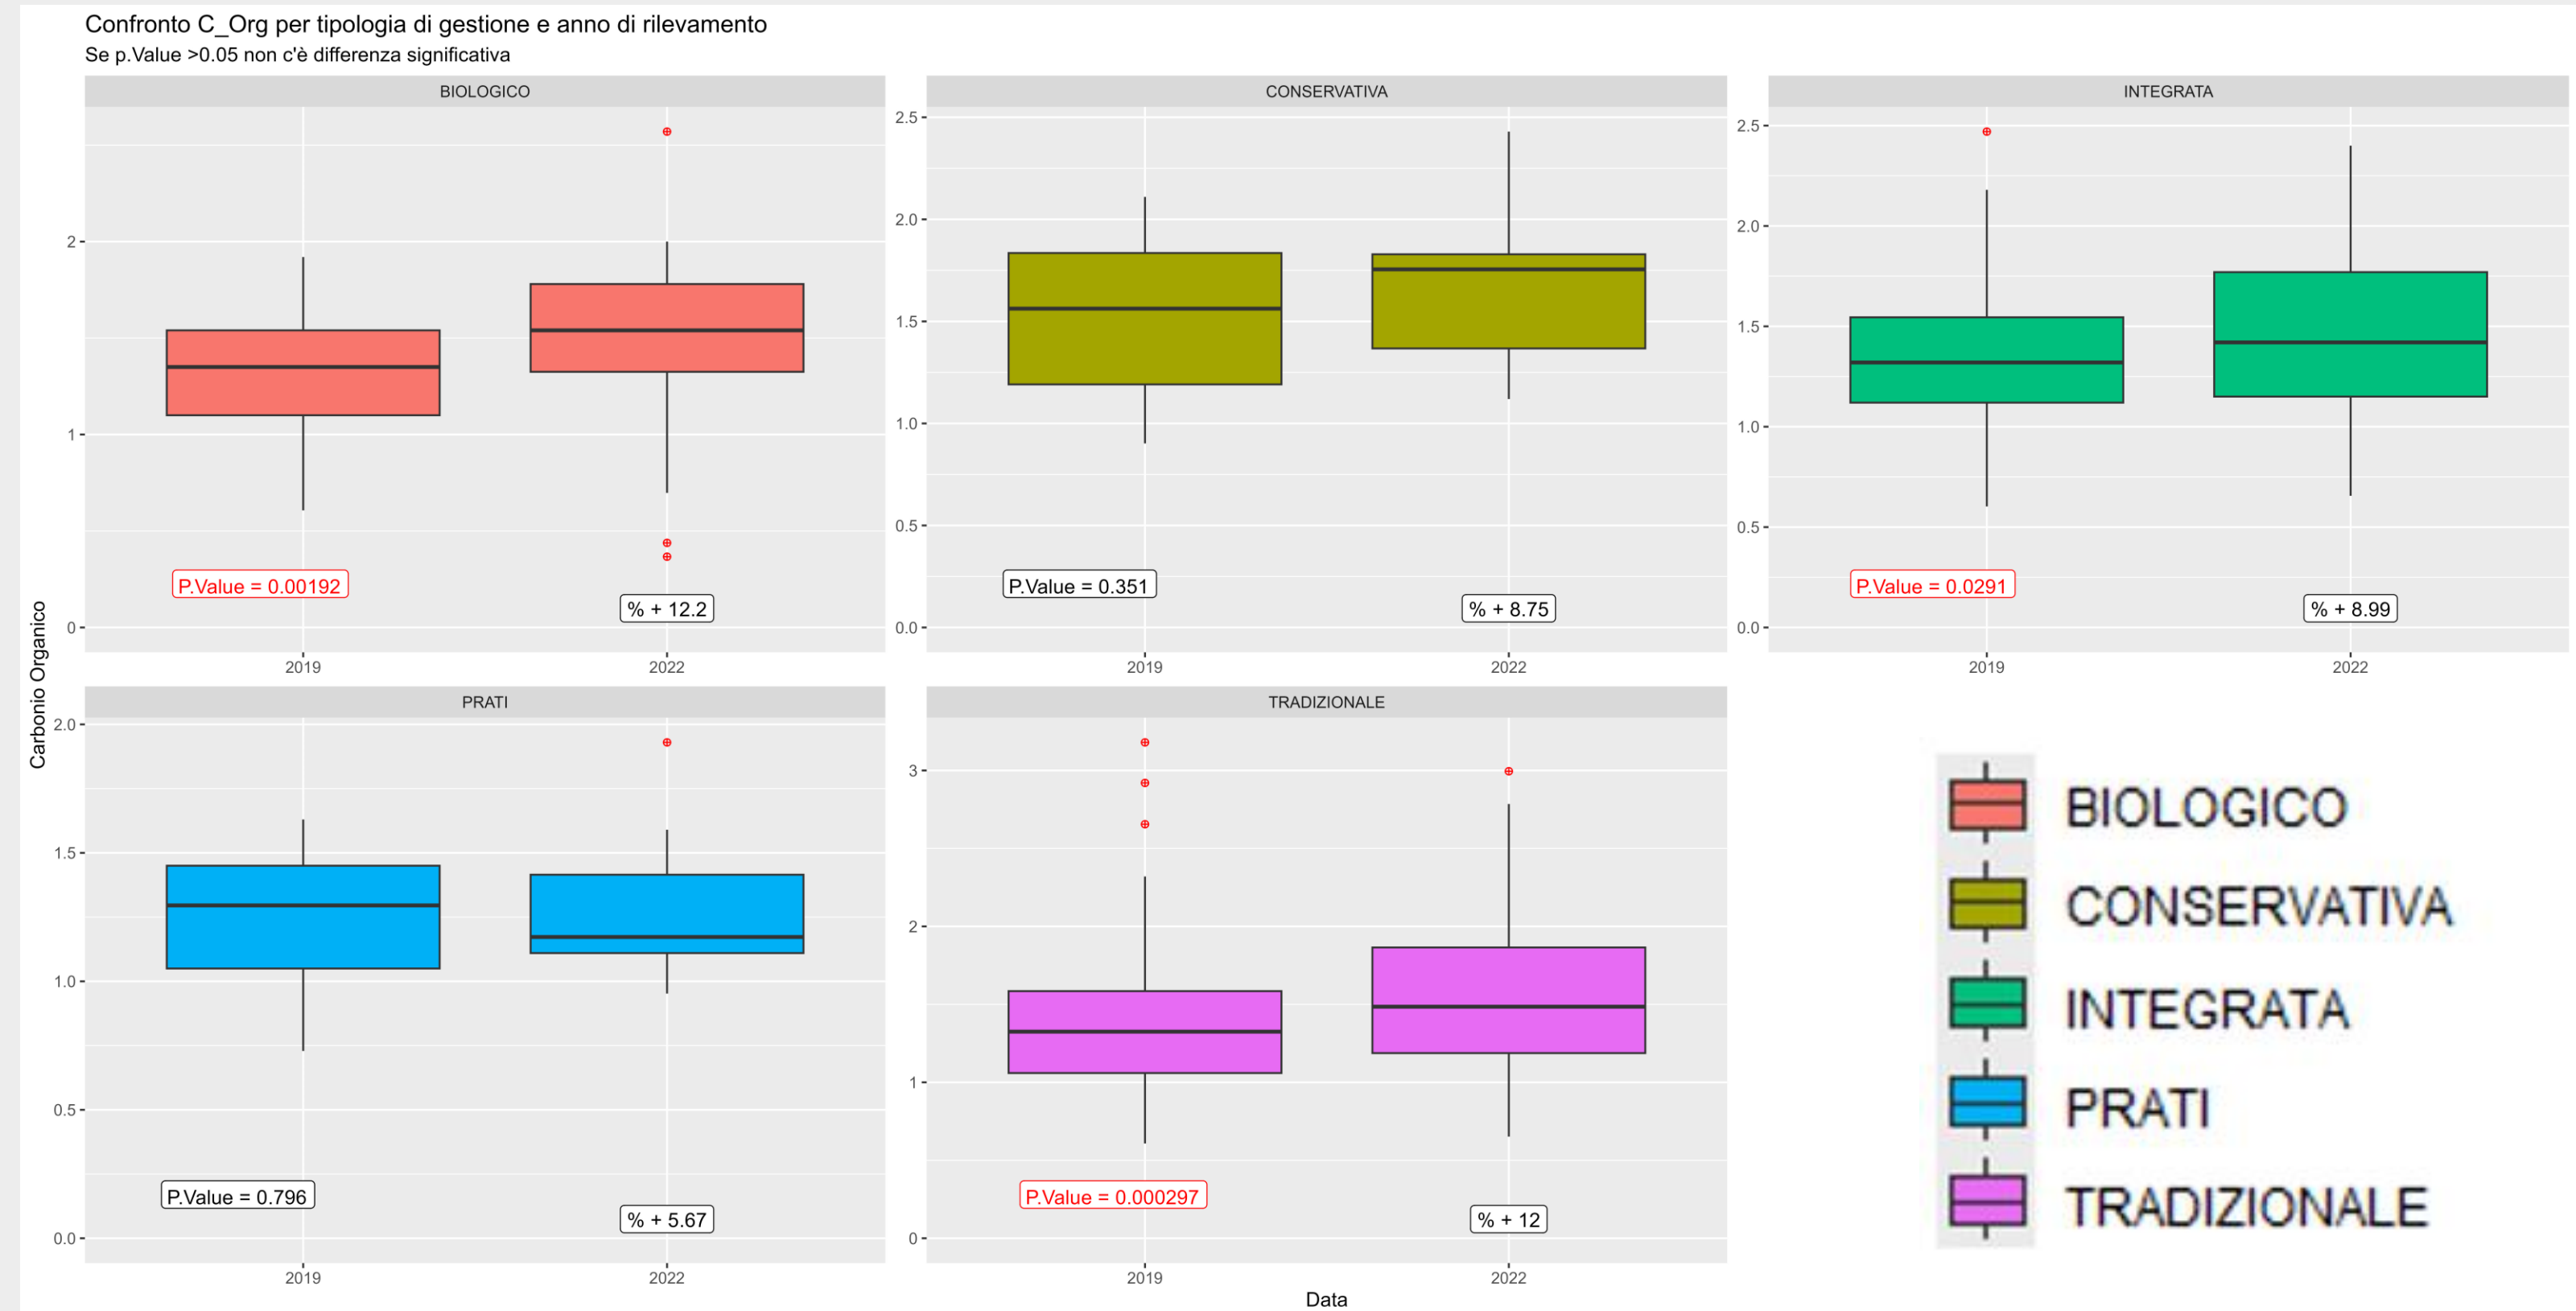 Confronto C_Org per tipologia di gestione e anno di rilevamento
Se p.Value >0.05 non c'è differenza significativa
BIOLOGICO
2
1
0
P.Value = 0.00192
% + 12.2
2019
2022
CONSERVATIVA
2.5
2.0
1.5
1.0
0.5
0.0
P.Value = 0.351
% + 8.75
2019
2022
INTEGRATA
2.5
2.0
1.5
1.0
0.5
0.0
P.Value = 0.0291
% + 8.99
2019
2022
Carbonio Organico
PRATI
2.0
1.5
1.0
0.5
0.0
P.Value = 0.796
% + 5.67
2019
2022
TRADIZIONALE
3
2
1
0
P.Value = 0.000297
% + 12
2019
2022
Data
BIOLOGICO
CONSERVATIVA
INTEGRATA
PRATI
TRADIZIONALE